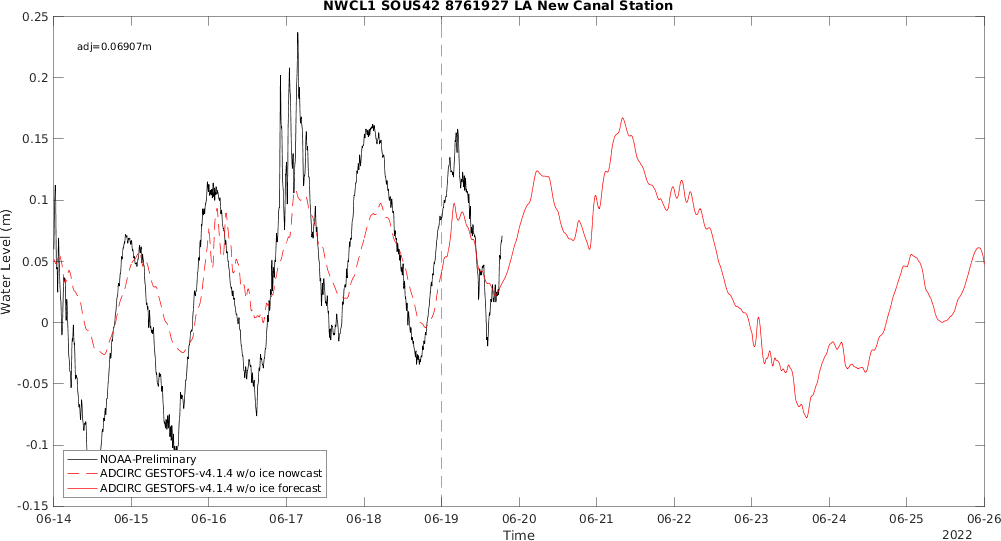 NWCL1 SOUS42 8761927 LA New Canal Station
adj=0.06907m
0.25
0.2
0.15
0.1
0.05
0
-0.05
-0.1
-0.15
Water Level (m)
NOAA-Preliminary
ADCIRC GESTOFS-v4.1.4 w/o ice nowcast
ADCIRC GESTOFS-v4.1.4 w/o ice forecast
06-14 06-15 06-16 06-17 06-18 06-19 06-20 06-21 06-22 06-23 06-24 06-25 06-26
Time
2022